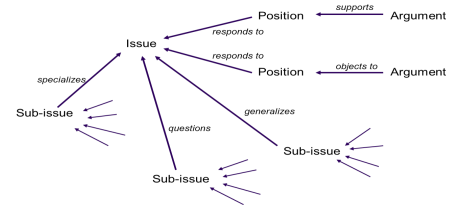 Position supports Argument
responds to
Issue
responds to
Position objects to Argument
specializes
generalizes
Sub-issue
questions
Sub-issue
Sub-issue